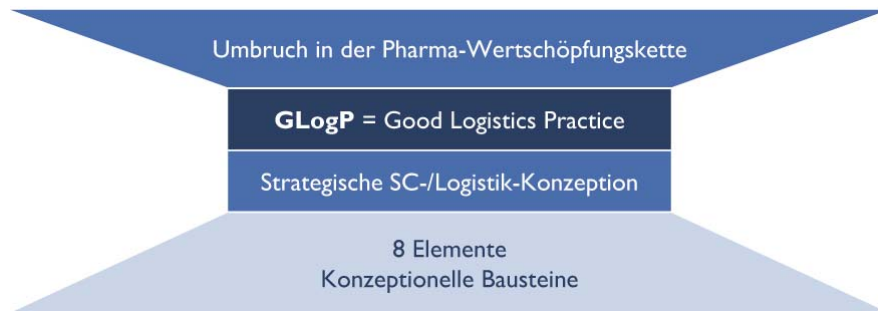 Umbruch in der Pharma-Wertschöpfungskette
GLogP = Good Logistics Practice
Strategische SC-/Logistik-Konzeption
8 Elemente
Konzeptionelle Bausteine